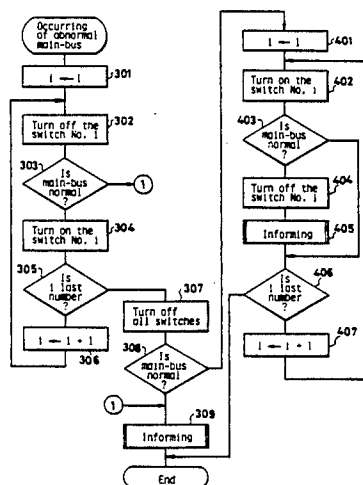 Occurring of
abnormal
main-bus
i ← 1
301
Turn off the
switch No. i
302
303
Is
main-bus
normal
?
1
Turn on the
switch No. i
304
305
Is
i last
number
?
i ← i + 1
306
307
Turn off
all switches
308
Is
main-bus
normal
?
1
Informing
309
End
i ← 1
401
Turn on the
switch No. i
402
403
Is
main-bus
normal
?
404
Turn off the
switch No. i
Informing
405
Is
i last
number
?
406
i ← i + 1
407